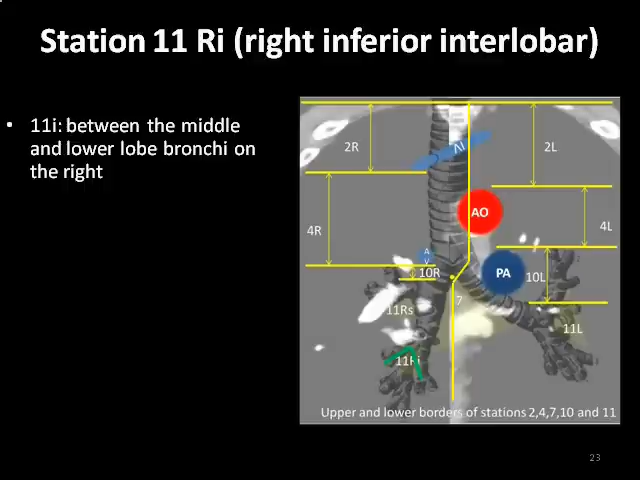 Station 11 Ri (right inferior interlobar)
• 11i: between the middle
and lower lobe bronchi on
the right
2R
IV
2L
AO
4R
4L
A
V
10R
PA
10L
7
11Rs
11L
11Ri
Upper and lower borders of stations 2,4,7,10 and 11
23